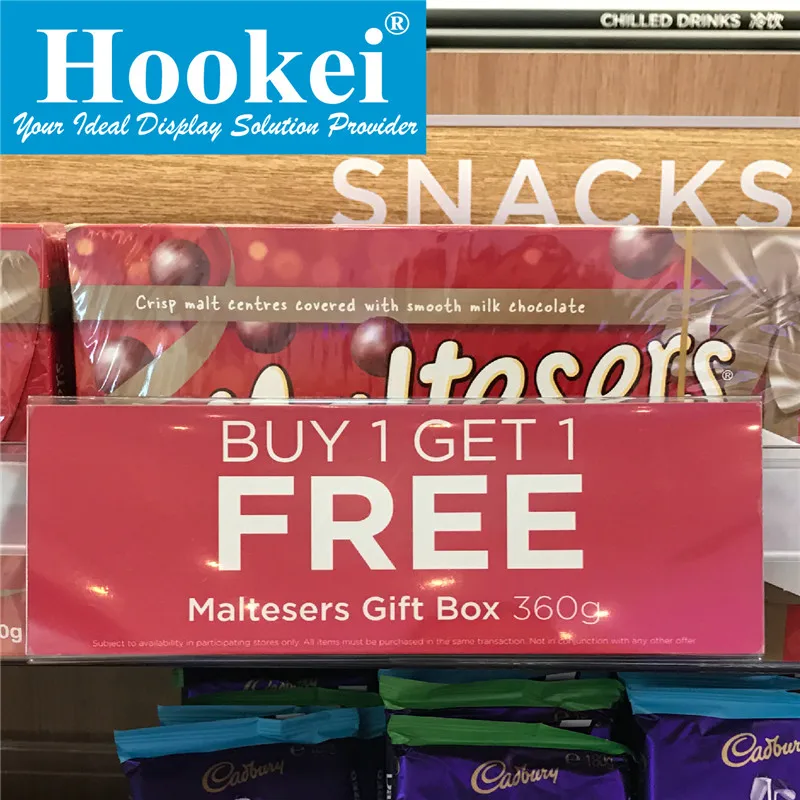 Hookei®
Your Ideal Display Solution Provider
CHILLED DRINKS 冷饮
SNACKS
Crisp malt centres covered with smooth milk chocolate
Maltesers®
BUY 1 GET 1
FREE
Maltesers Gift Box 360g
0g
Subject to availability in participating stores only. All items must be purchased in the same transaction. Not in conjunction with any other offer
Cadbury
Cadbury
Cadbury